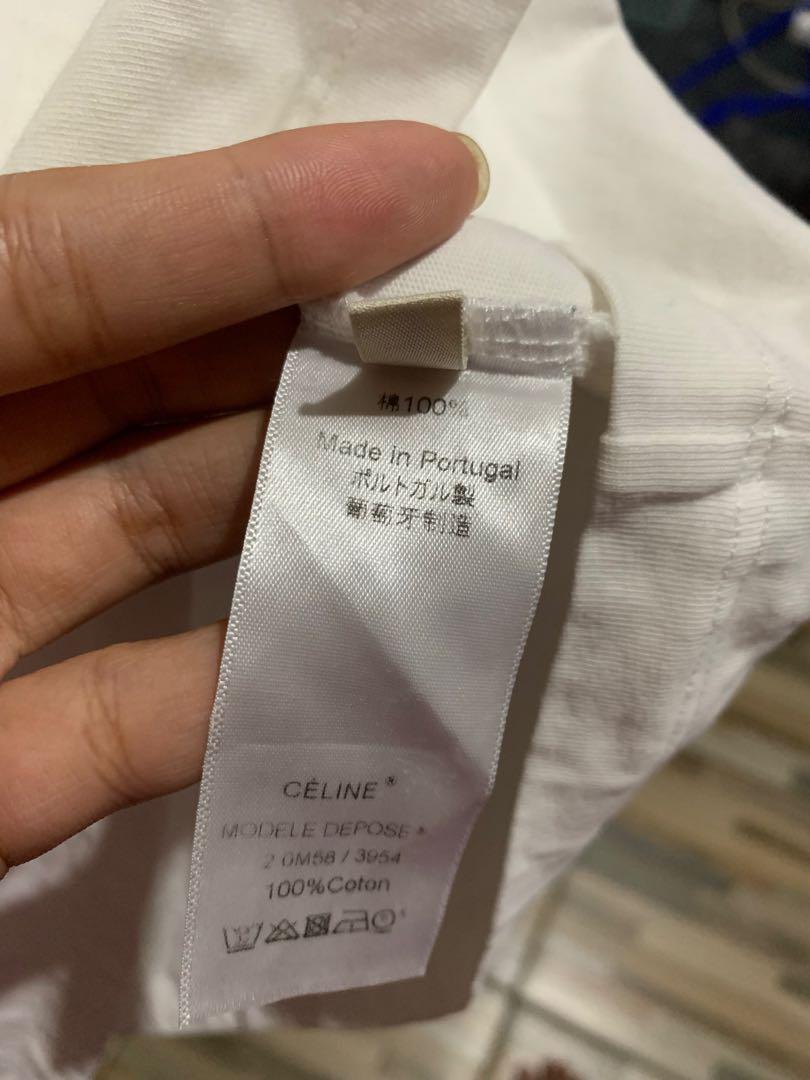 棉100%
Made in Portugal
ポルトガル製
葡萄牙制造
CÉLINE ®
MODELE DEPOSE ®
2 0M58 / 3954
100%Coton